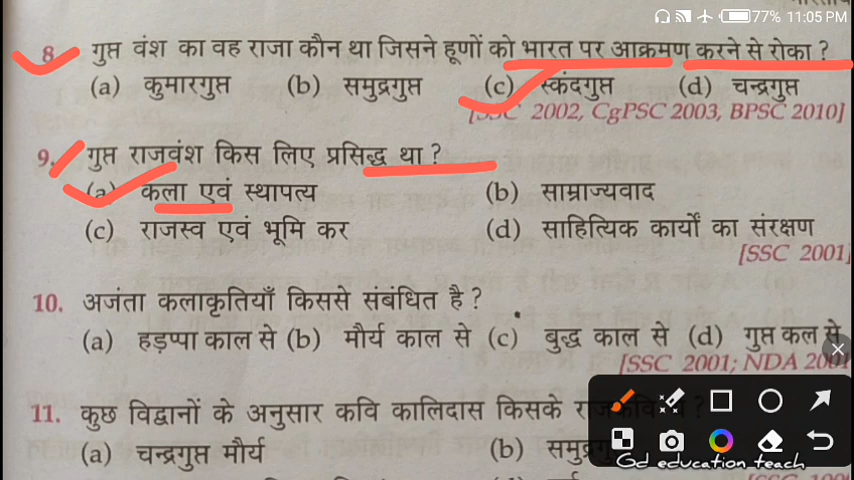 77% 11:05 PM
8. गुप्त वंश का वह राजा कौन था जिसने हूणों को भारत पर आक्रमण करने से रोका ?
(a) कुमारगुप्त (b) समुद्रगुप्त (c) स्कंदगुप्त (d) चन्द्रगुप्त
2002, CgPSC 2003, BPSC 2010]
9. गुप्त राजवंश किस लिए प्रसिद्ध था ?
(a) कला एवं स्थापत्य (b) साम्राज्यवाद
(c) राजस्व एवं भूमि कर (d) साहित्यिक कार्यों का संरक्षण
[SSC 2001]
10. अजंता कलाकृतियाँ किससे संबंधित है ?
(a) हड़प्पा काल से (b) मौर्य काल से (c) बुद्ध काल से (d) गुप्त कल से
[SSC 2001; NDA 2001
11. कुछ विद्वानों के अनुसार कवि कालिदास किसके ?
(a) चन्द्रगुप्त मौर्य (b)
Gd education teach